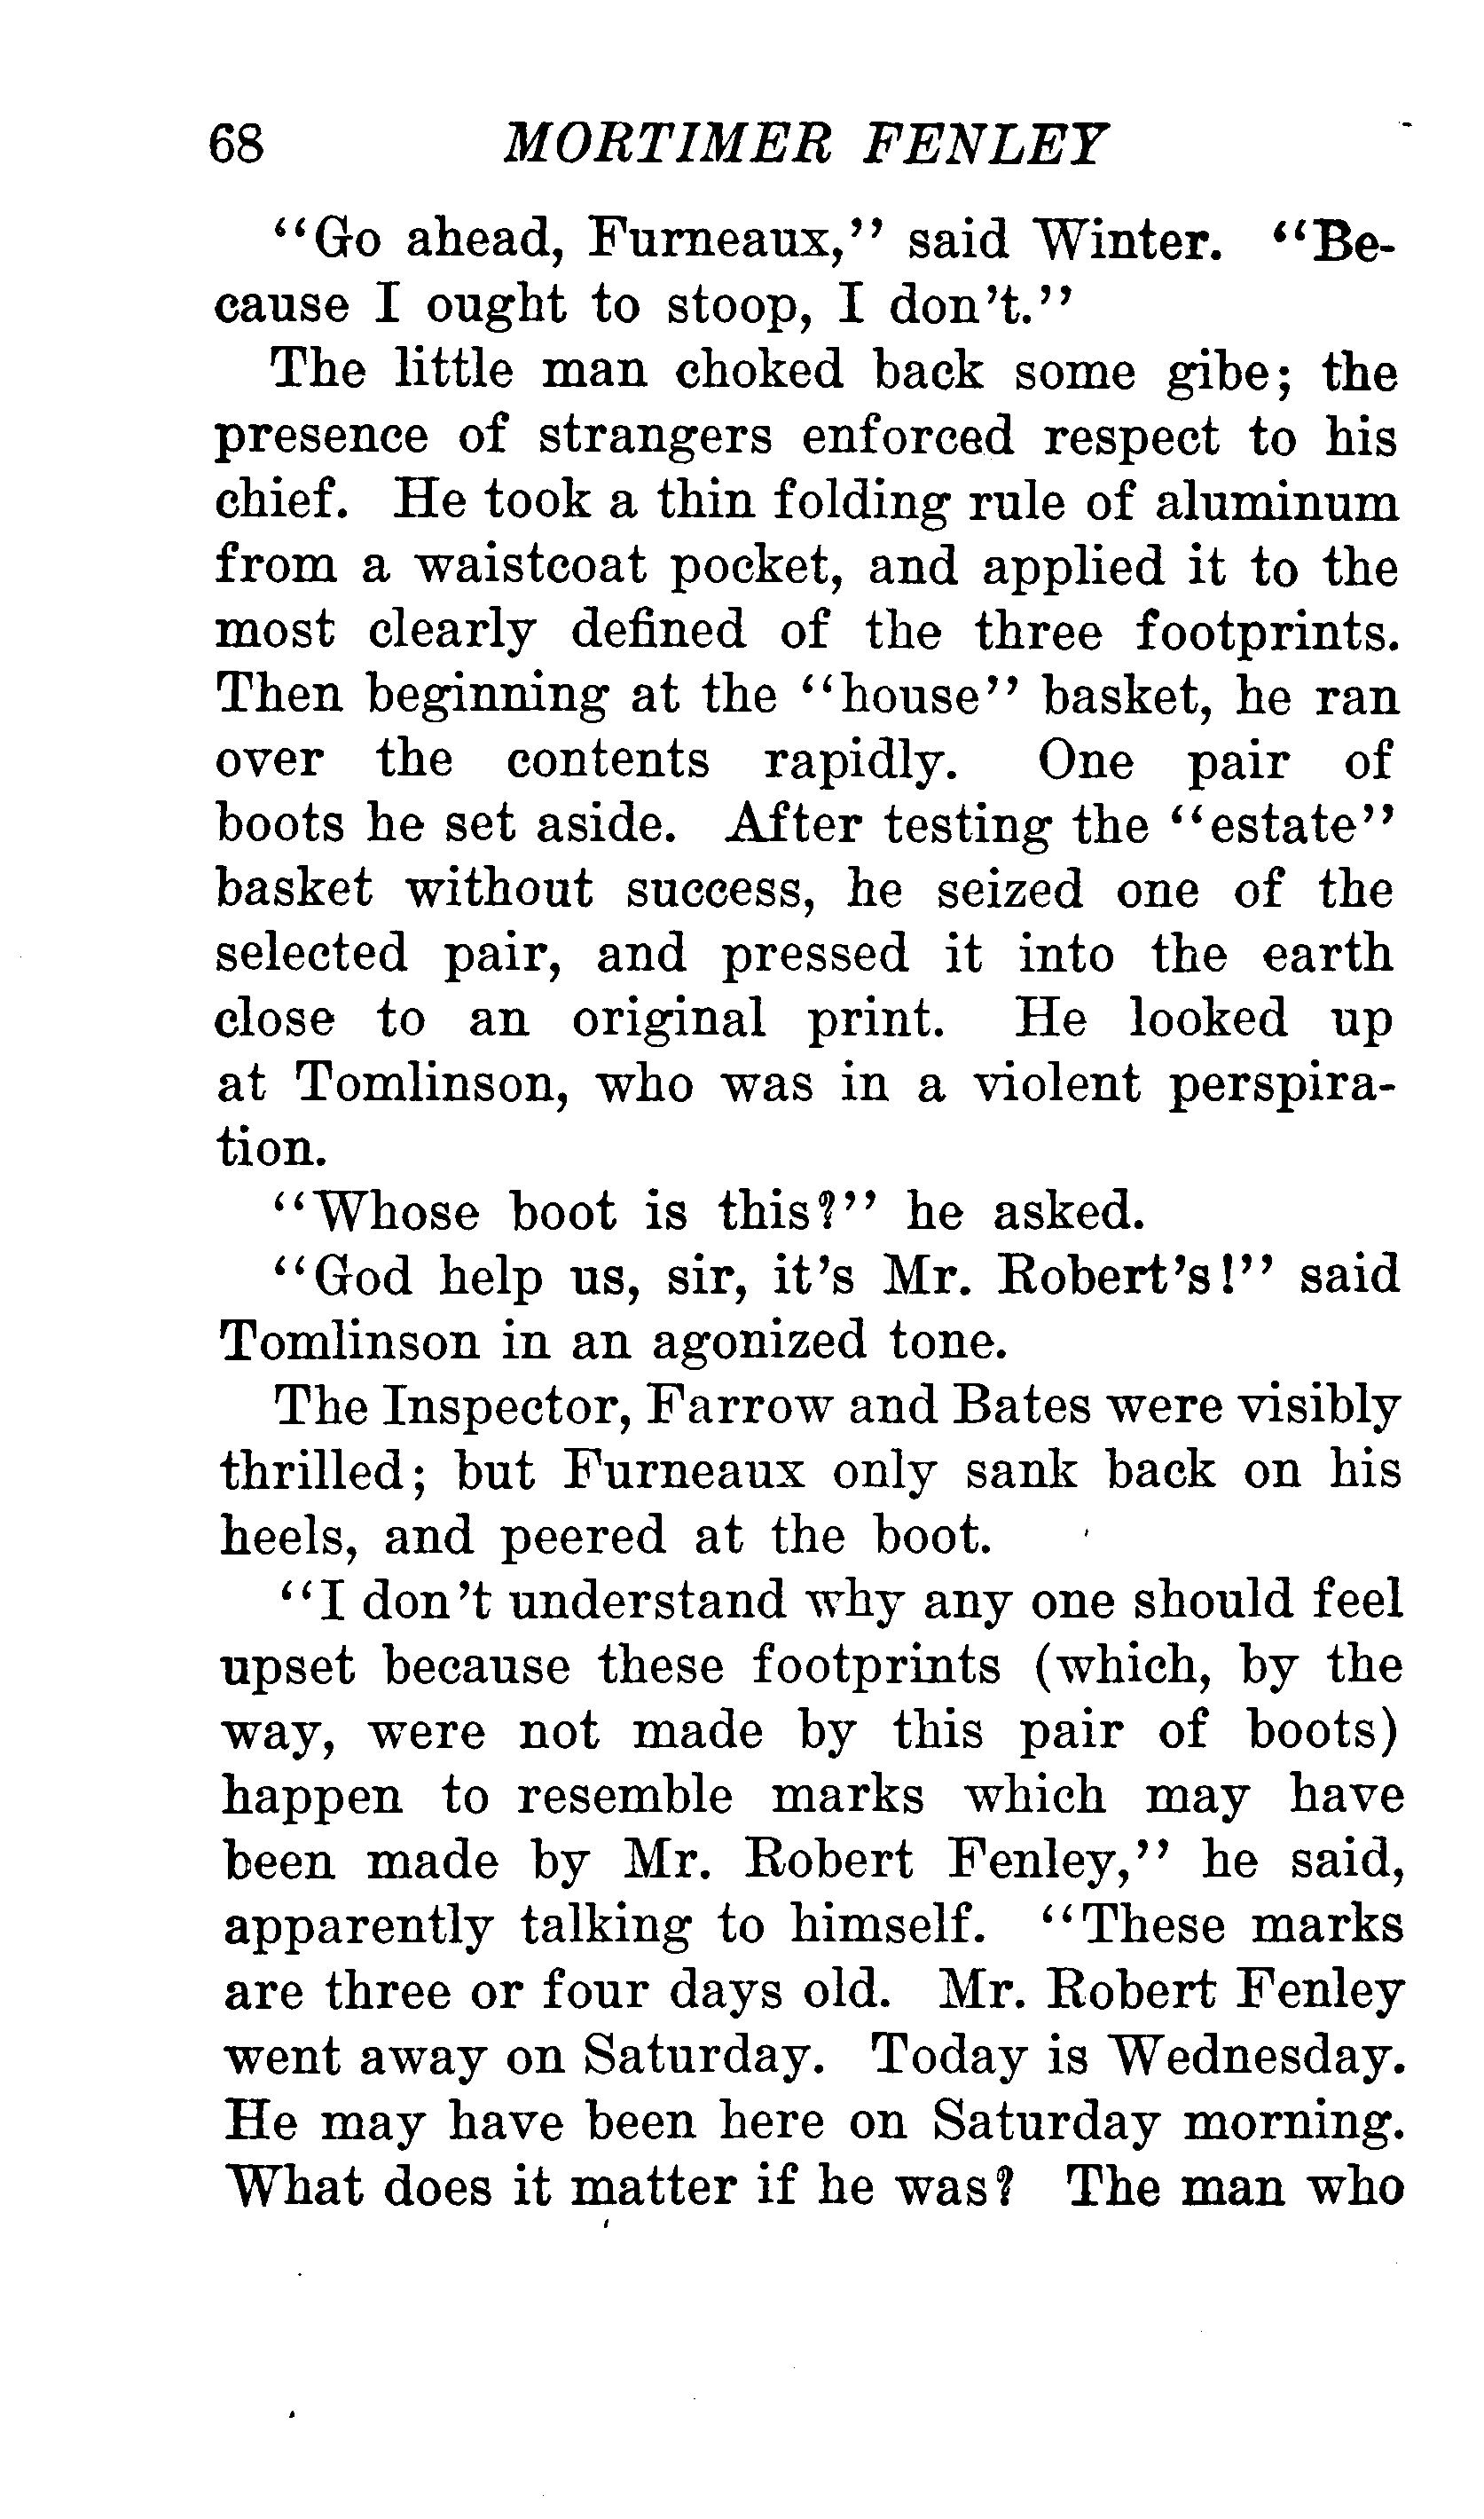 68 MORTIMER FENLEY
"Go ahead, Furneaux," said Winter. "Be-
cause I ought to stoop, I don't."
The little man choked back some gibe; the
presence of strangers enforced respect to his
chief. He took a thin folding rule of aluminum
from a waistcoat pocket, and applied it to the
most clearly defined of the three footprints.
Then beginning at the "house" basket, he ran
over the contents rapidly. One pair of
boots he set aside. After testing the "estate"
basket without success, he seized one of the
selected pair, and pressed it into the earth
close to an original print. He looked up
at Tomlinson, who was in a violent perspira-
tion.
"Whose boot is this?" he asked.
"God help us, sir, it's Mr. Robert's!" said
Tomlinson in an agonized tone.
The Inspector, Farrow and Bates were visibly
thrilled; but Furneaux only sank back on his
heels, and peered at the boot.
"I don't understand why any one should feel
upset because these footprints (which, by the
way, were not made by this pair of boots)
happen to resemble marks which may have
been made by Mr. Robert Fenley," he said,
apparently talking to himself. "These marks
are three or four days old. Mr. Robert Fenley
went away on Saturday. Today is Wednesday.
He may have been here on Saturday morning.
What does it matter if he was? The man who